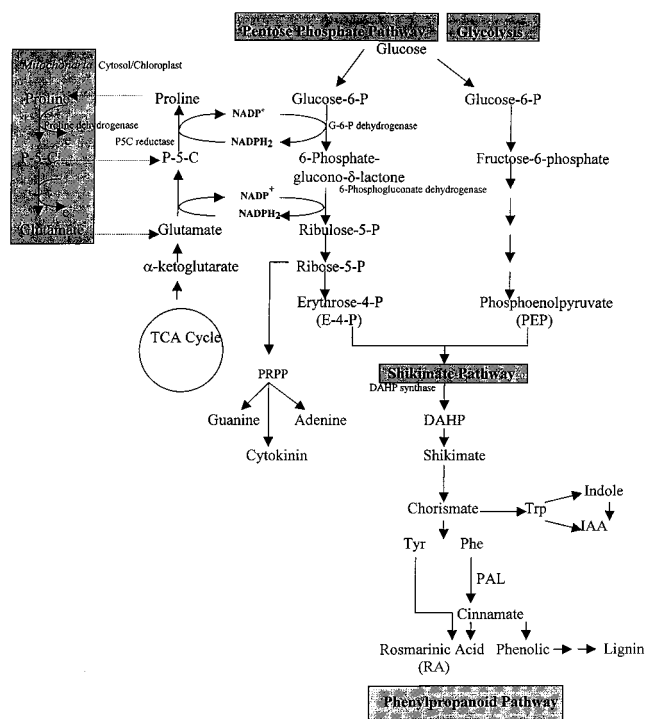 Pentose Phosphate Pathway
Glycolysis
Glucose
Mitochondria
Cytosol/Chloroplast
Proline
Proline
NADP+
Glucose-6-P
Glucose-6-P
Proline dehydrogenase
P5C reductase
G-6-P dehydrogenase
e-
NADPH2
P-5-C
P-5-C
6-Phosphate-
glucono-δ-lactone
Fructose-6-phosphate
6-Phosphogluconate dehydrogenase
NADP+
NADPH2
e-
Glutamate
Glutamate
Ribulose-5-P
α-ketoglutarate
Ribose-5-P
Erythrose-4-P
(E-4-P)
Phosphoenolpyruvate
(PEP)
TCA Cycle
PRPP
Shikimate Pathway
DAHP synthase
Guanine
Adenine
DAHP
Cytokinin
Shikimate
Chorismate
Trp
Indole
IAA
Tyr
Phe
PAL
Cinnamate
Rosmarinic Acid
(RA)
Phenolic
Lignin
Phenylpropanoid Pathway